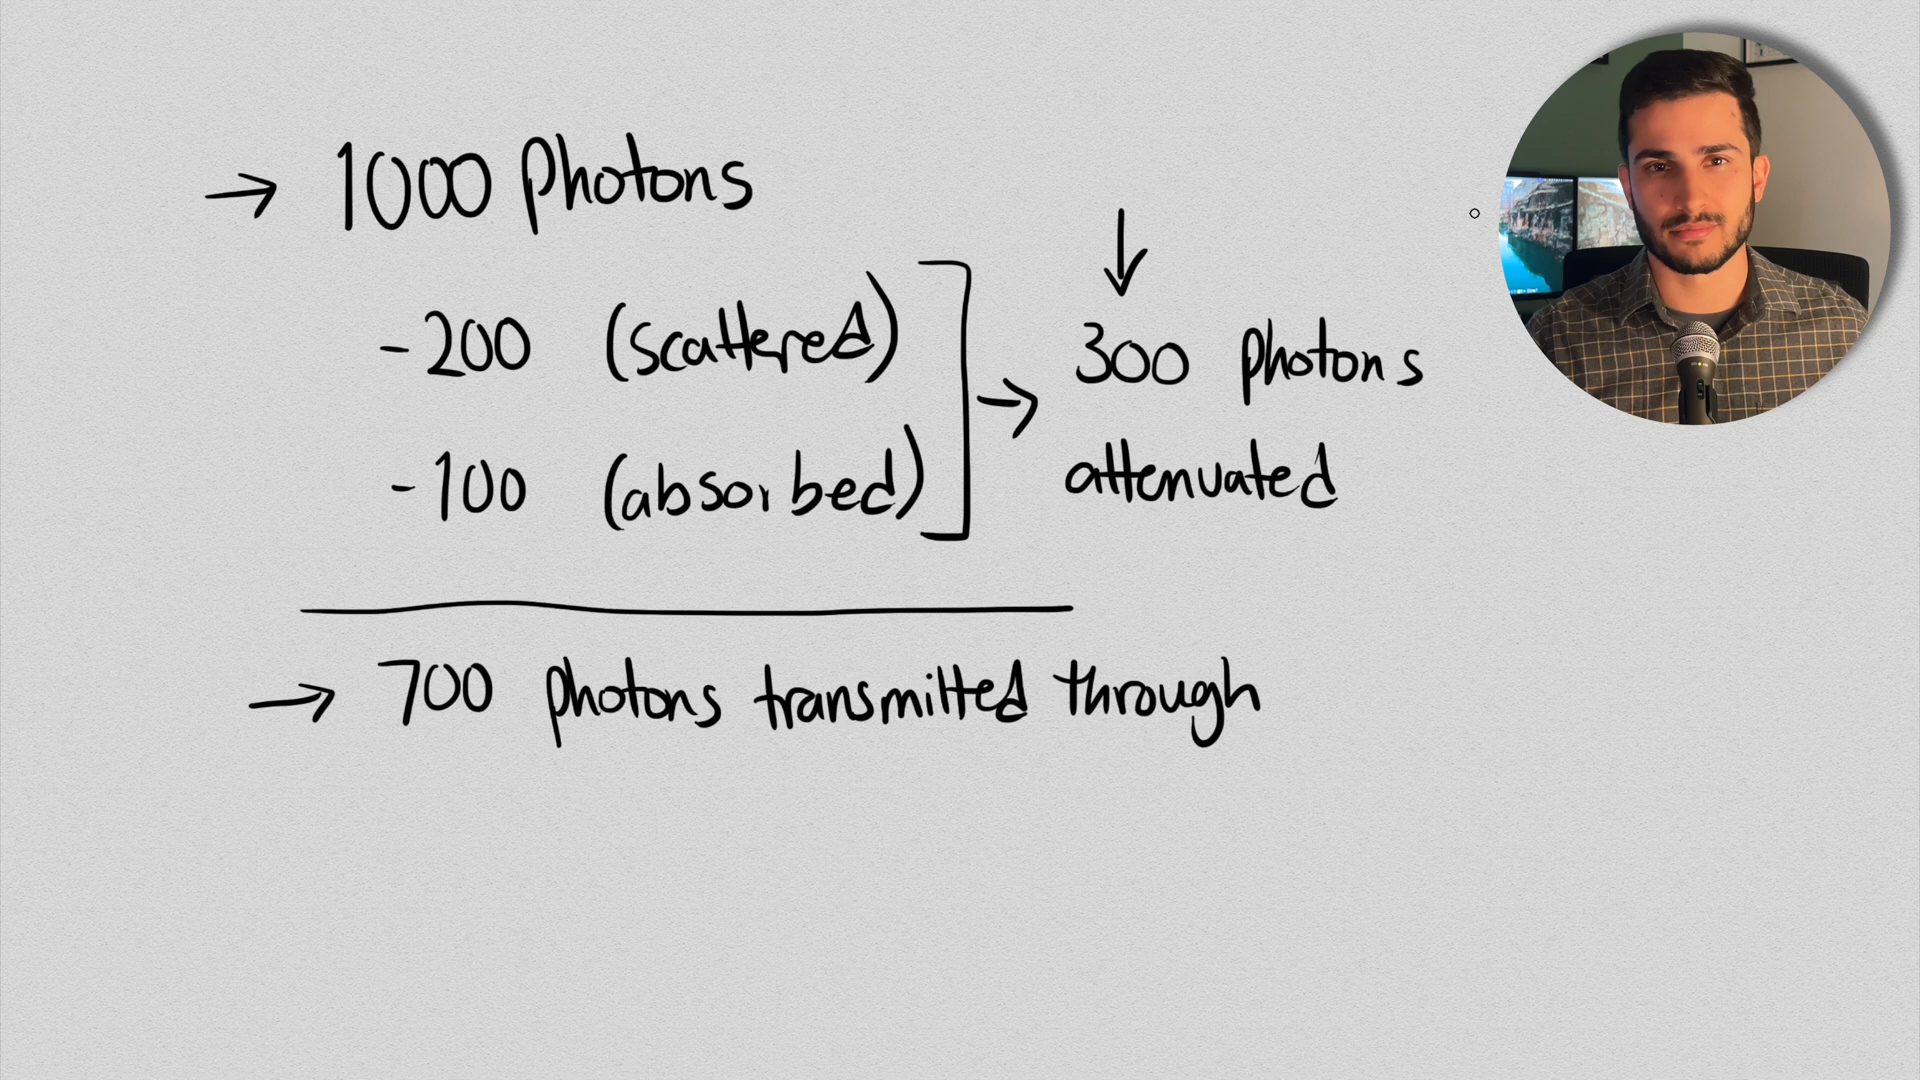 → 1000 Photons
-200 (scattered)
-100 (absorbed)
→ 300 photons
attenuated
→ 700 photons transmitted through